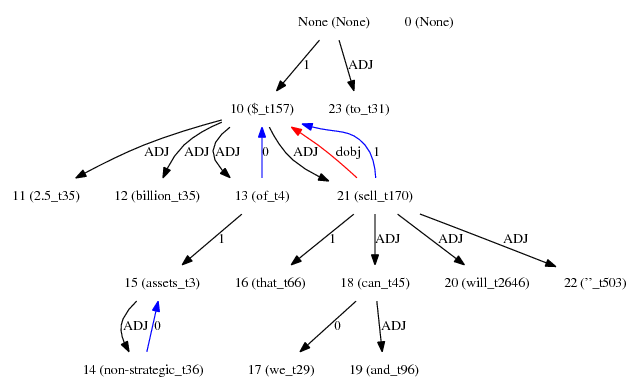 None (None) 0 (None)
1 ADJ
10 ($_t157) 23 (to_t31)
ADJ ADJ ADJ 0 ADJ dobj 1
11 (2.5_t35) 12 (billion_t35) 13 (of_t4) 21 (sell_t170)
1 1 ADJ ADJ ADJ
15 (assets_t3) 16 (that_t66) 18 (can_t45) 20 (will_t2646) 22 (''_t503)
ADJ 0 0 ADJ
14 (non-strategic_t36) 17 (we_t29) 19 (and_t96)